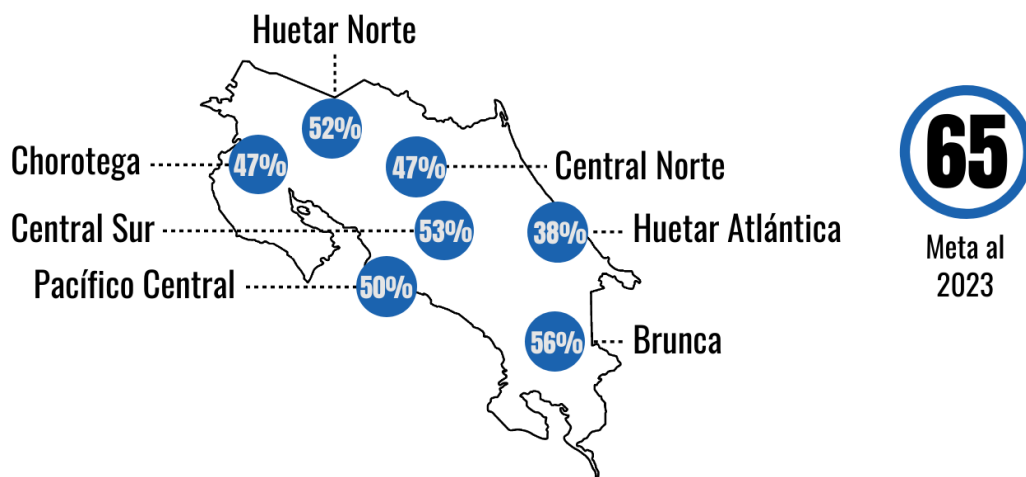 Huetar Norte
52%
Chorotega
47%
47%
Central Norte
Central Sur
53%
38%
Huetar Atlántica
Pacífico Central
50%
56%
Brunca
65
Meta al
2023